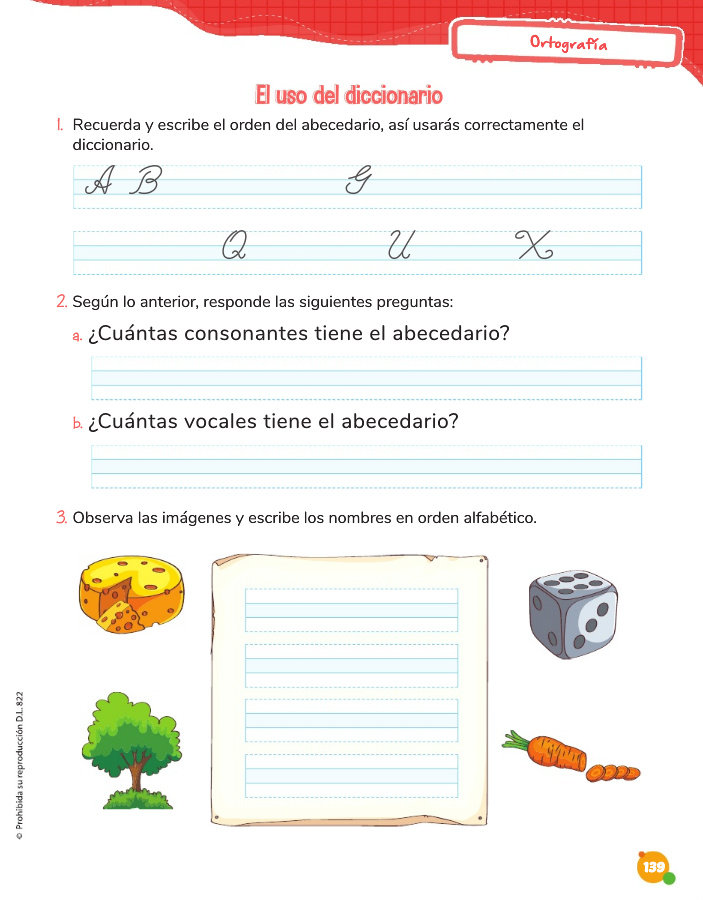 Ortografía
El uso del diccionario
1. Recuerda y escribe el orden del abecedario, así usarás correctamente el
diccionario.
A B G
Q U X
2. Según lo anterior, responde las siguientes preguntas:
a. ¿Cuántas consonantes tiene el abecedario?
b. ¿Cuántas vocales tiene el abecedario?
3. Observa las imágenes y escribe los nombres en orden alfabético.
© Prohibida su reproducción D.L. 822
139